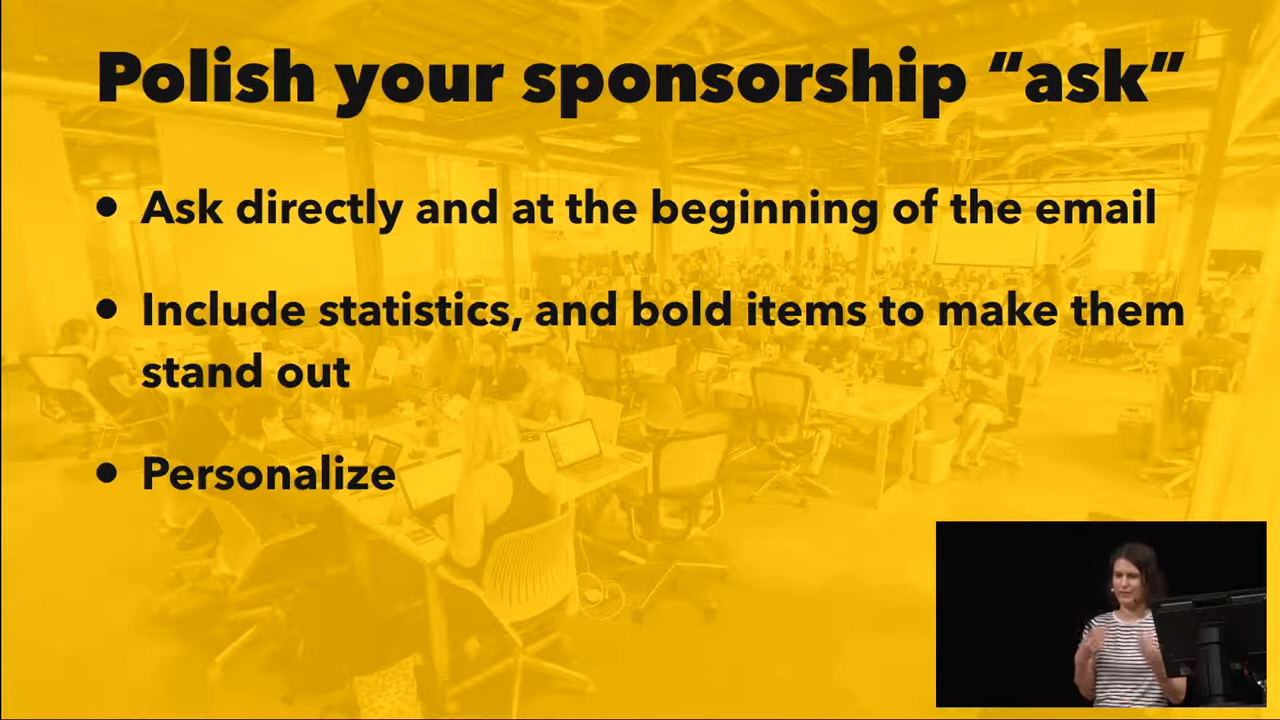 Polish your sponsorship “ask”
• Ask directly and at the beginning of the email
• Include statistics, and bold items to make them
stand out
• Personalize